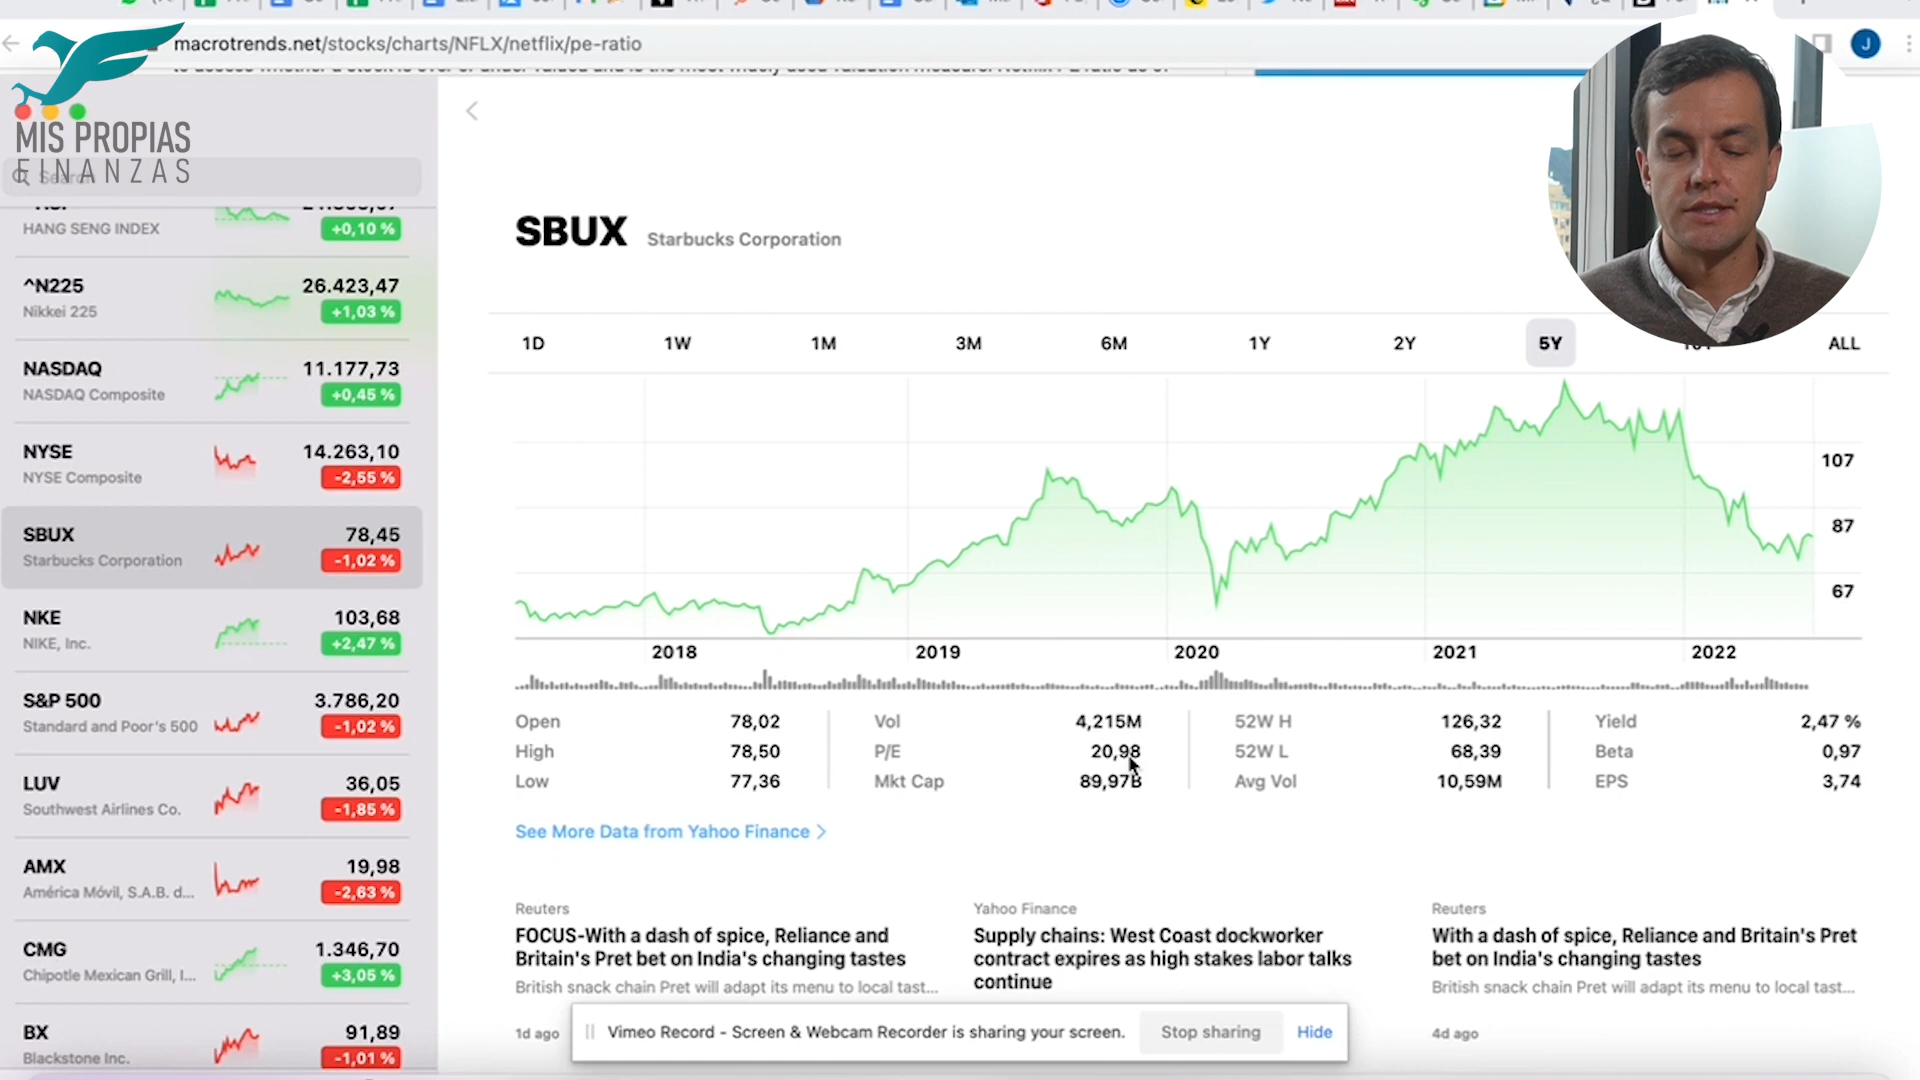 macrotrends.net/stocks/charts/NFLX/netflix/pe-ratio
J
MIS PROPIAS
FINANZAS
Search
HANG SENG INDEX
+0,10 %
^N225
26.423,47
Nikkei 225
+1,03 %
NASDAQ
11.177,73
NASDAQ Composite
+0,45 %
NYSE
14.263,10
NYSE Composite
-2,55 %
SBUX
78,45
Starbucks Corporation
-1,02 %
NKE
103,68
NIKE, Inc.
+2,47 %
S&P 500
3.786,20
Standard and Poor's 500
-1,02 %
LUV
36,05
Southwest Airlines Co.
-1,85 %
AMX
19,98
América Móvil, S.A.B. d...
-2,63 %
CMG
1.346,70
Chipotle Mexican Grill, I...
+3,05 %
BX
91,89
Blackstone Inc.
-1,01 %
SBUX Starbucks Corporation
1D 1W 1M 3M 6M 1Y 2Y 5Y ALL
107
87
67
2018 2019 2020 2021 2022
Open 78,02 Vol 4,215M 52W H 126,32 Yield 2,47 %
High 78,50 P/E 20,98 52W L 68,39 Beta 0,97
Low 77,36 Mkt Cap 89,97B Avg Vol 10,59M EPS 3,74
See More Data from Yahoo Finance >
Reuters
FOCUS-With a dash of spice, Reliance and
Britain's Pret bet on India's changing tastes
British snack chain Pret will adapt its menu to local tast...
1d ago
Yahoo Finance
Supply chains: West Coast dockworker
contract expires as high stakes labor talks
continue
Reuters
With a dash of spice, Reliance and Britain's Pret
bet on India's changing tastes
British snack chain Pret will adapt its menu to local tast...
4d ago
Vimeo Record - Screen & Webcam Recorder is sharing your screen. Stop sharing Hide